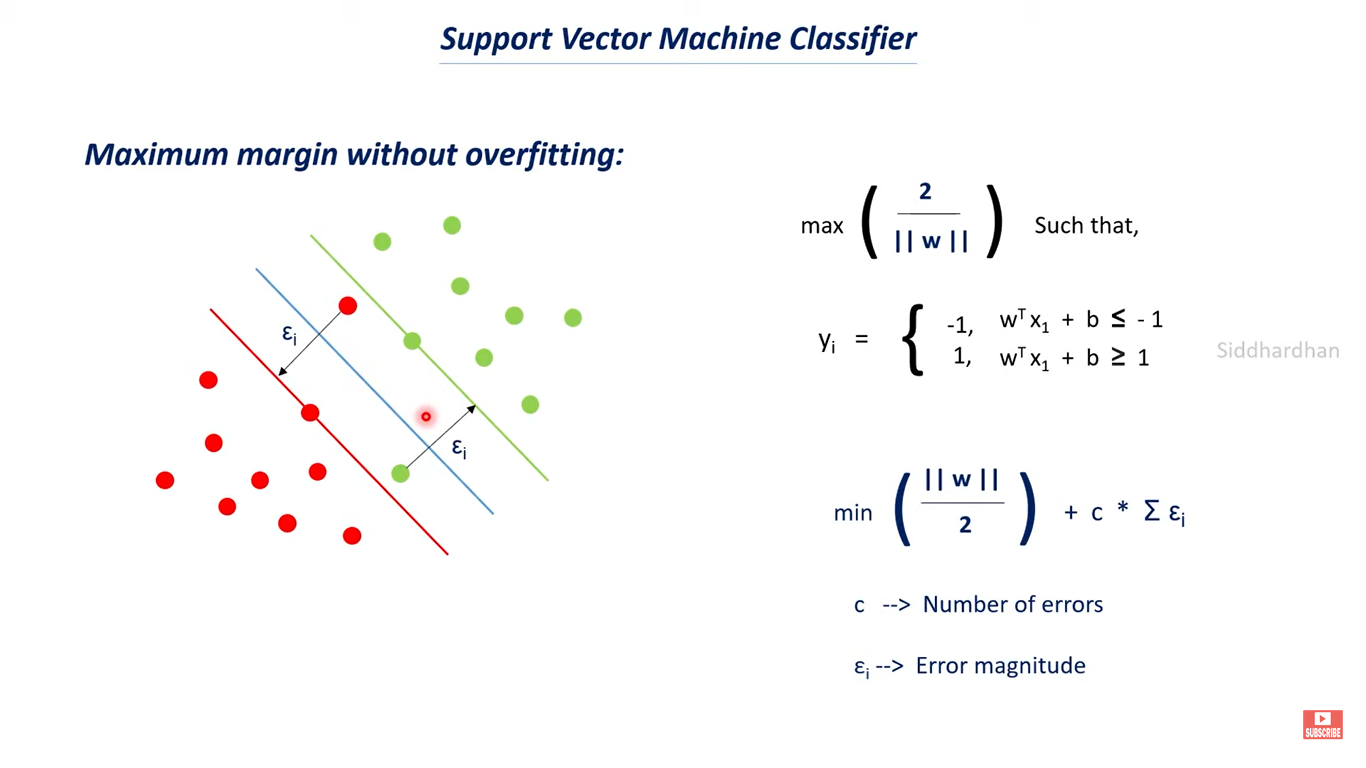 Support Vector Machine Classifier
Maximum margin without overfitting:
εi
εi
max ( 2 / || w || ) Such that,
yi = { -1, wᵀx₁ + b ≤ - 1
1, wᵀx₁ + b ≥ 1
Siddhardhan
min ( || w || / 2 ) + c * Σ εi
c --> Number of errors
εi --> Error magnitude
SUBSCRIBE